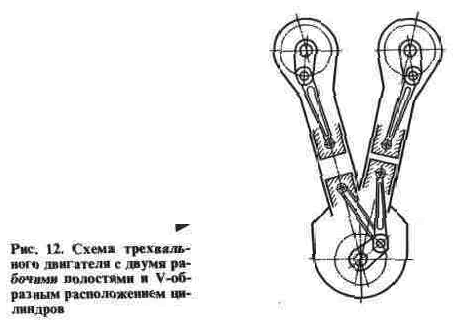 Рис. 12. Схема трехваль-
ного двигателя с двумя ра-
бочими полостями и V-об-
разным расположением ци-
линдров